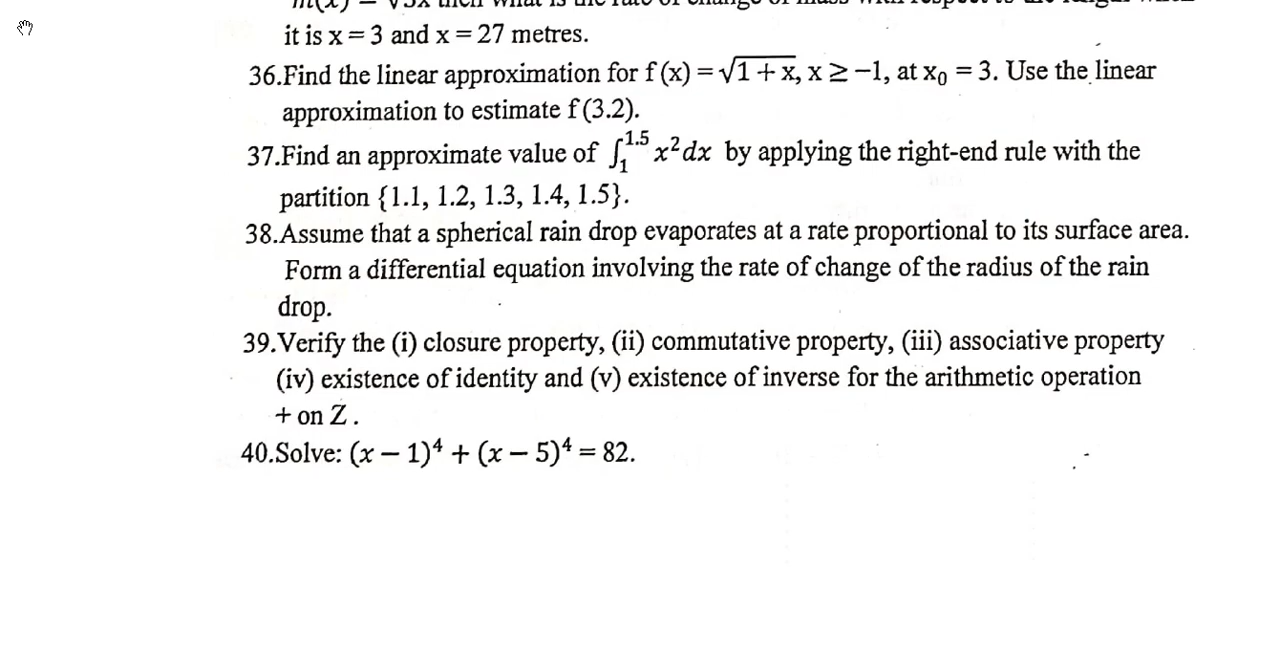 it is x = 3 and x = 27 metres.
36.Find the linear approximation for f (x) = √1 + x, x ≥ −1, at x₀ = 3. Use the linear
approximation to estimate f (3.2).
37.Find an approximate value of ∫₁^1.5 x² dx by applying the right-end rule with the
partition {1.1, 1.2, 1.3, 1.4, 1.5}.
38.Assume that a spherical rain drop evaporates at a rate proportional to its surface area.
Form a differential equation involving the rate of change of the radius of the rain
drop.
39.Verify the (i) closure property, (ii) commutative property, (iii) associative property
(iv) existence of identity and (v) existence of inverse for the arithmetic operation
+ on Z .
40.Solve: (x − 1)⁴ + (x − 5)⁴ = 82.